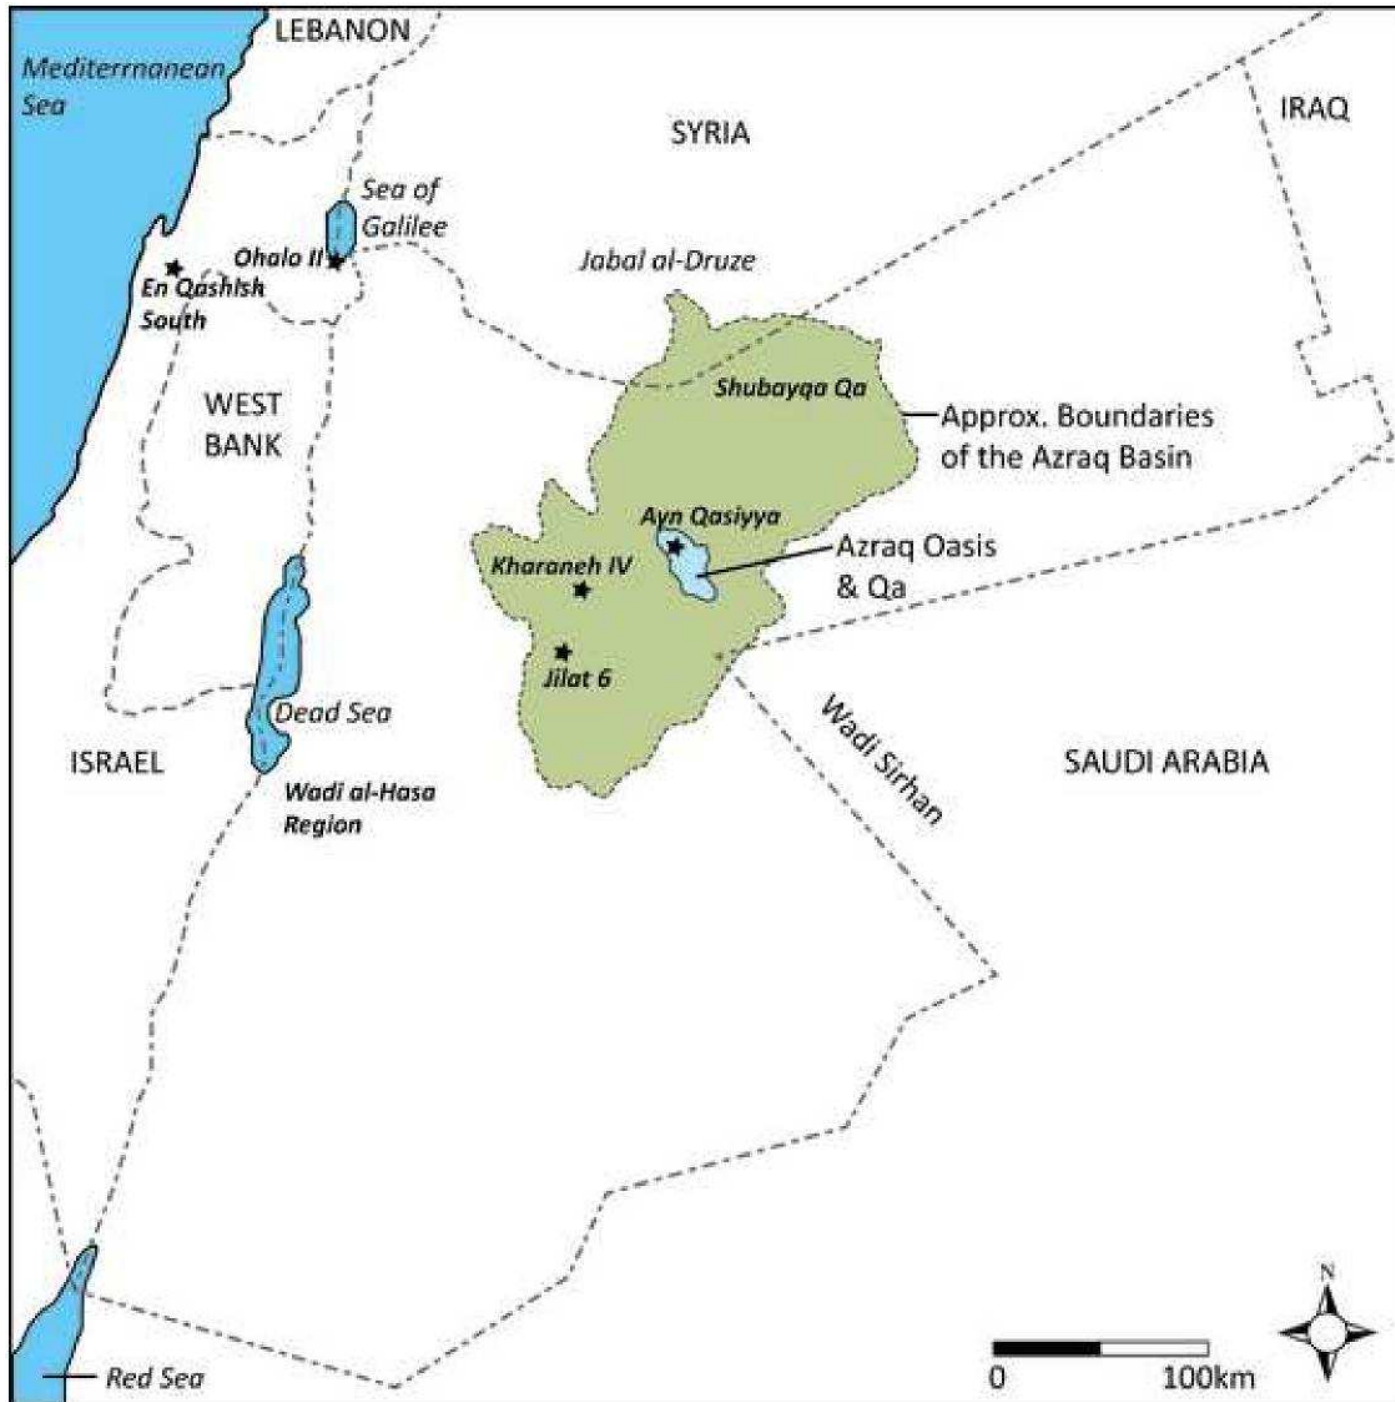 LEBANON
Mediterrnanean
Sea
IRAQ
SYRIA
Sea of
Galilee
Ohalo II
Jabal al-Druze
En Qashish
South
Shubayqa Qa
WEST
BANK
Approx. Boundaries
of the Azraq Basin
Ayn Qasiyya
Azraq Oasis
& Qa
Kharaneh IV
Jilat 6
Dead Sea
Wadi Sirhan
ISRAEL
SAUDI ARABIA
Wadi al-Hasa
Region
N
Red Sea
0 100km